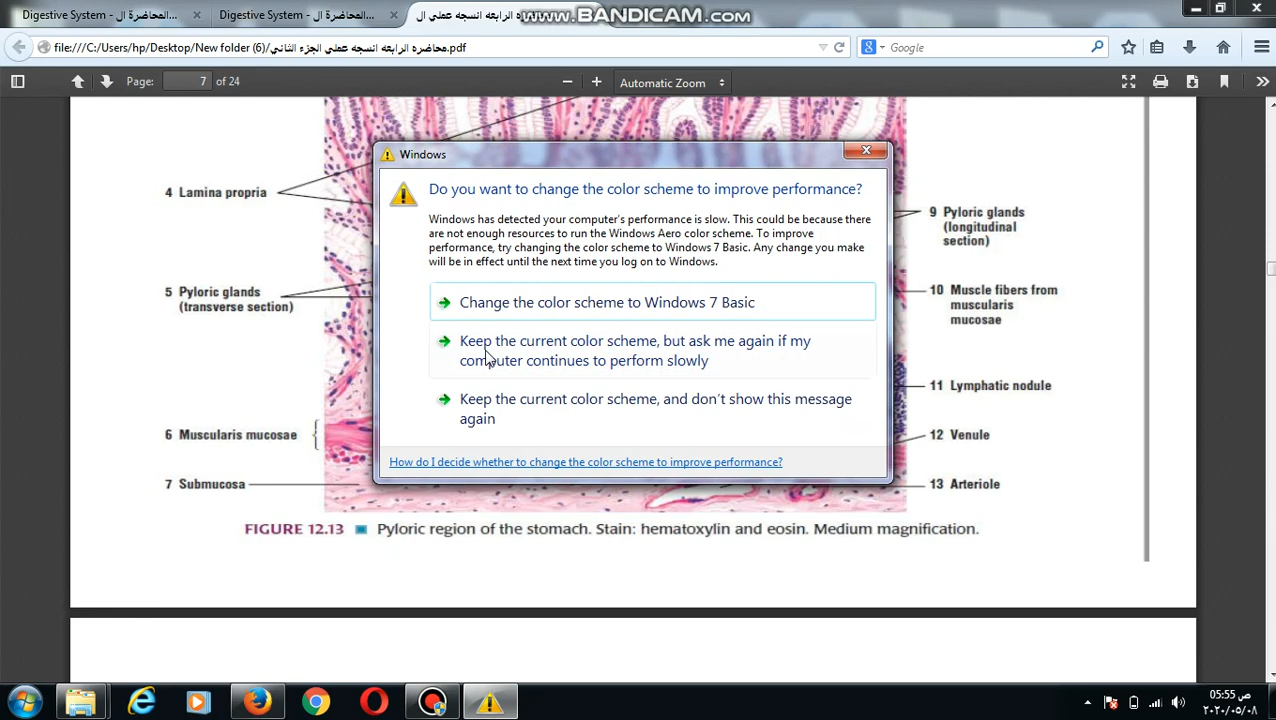 Digestive System - المحاضرة ال...
Digestive System - المحاضرة ال...
محاضره الرابعه انسجه عملي ال
WWW.BANDICAM.COM
file:///C:/Users/hp/Desktop/New folder (6)/محاضره الرابعه انسجه عملي الجزء الثاني.pdf
Google
Page: 7 of 24
Automatic Zoom
4 Lamina propria
5 Pyloric glands
(transverse section)
6 Muscularis mucosae
7 Submucosa
Windows
Do you want to change the color scheme to improve performance?
Windows has detected your computer's performance is slow. This could be because there
are not enough resources to run the Windows Aero color scheme. To improve
performance, try changing the color scheme to Windows 7 Basic. Any change you make
will be in effect until the next time you log on to Windows.
Change the color scheme to Windows 7 Basic
Keep the current color scheme, but ask me again if my
computer continues to perform slowly
Keep the current color scheme, and don't show this message
again
How do I decide whether to change the color scheme to improve performance?
9 Pyloric glands
(longitudinal
section)
10 Muscle fibers from
muscularis
mucosae
11 Lymphatic nodule
12 Venule
13 Arteriole
FIGURE 12.13 Pyloric region of the stomach. Stain: hematoxylin and eosin. Medium magnification.
05:55 ص
٢٠٢٠/٠٥/٠٨